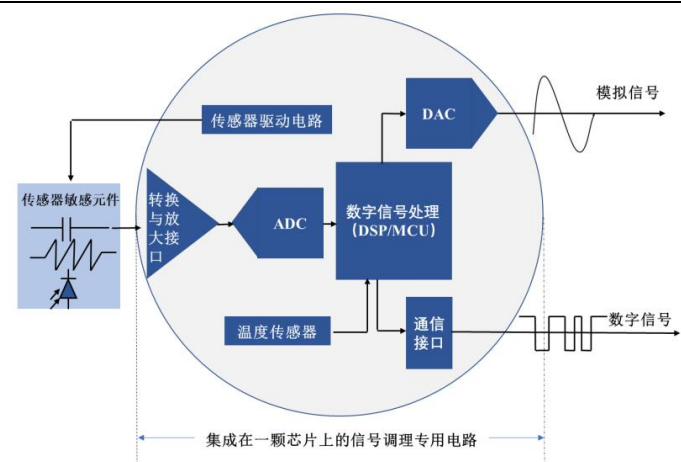 模拟信号
DAC
传感器驱动电路
传感器敏感元件
转换
与放
大接
口
ADC
数字信号处理
(DSP/MCU)
温度传感器
通信
接口
数字信号
集成在一颗芯片上的信号调理专用电路